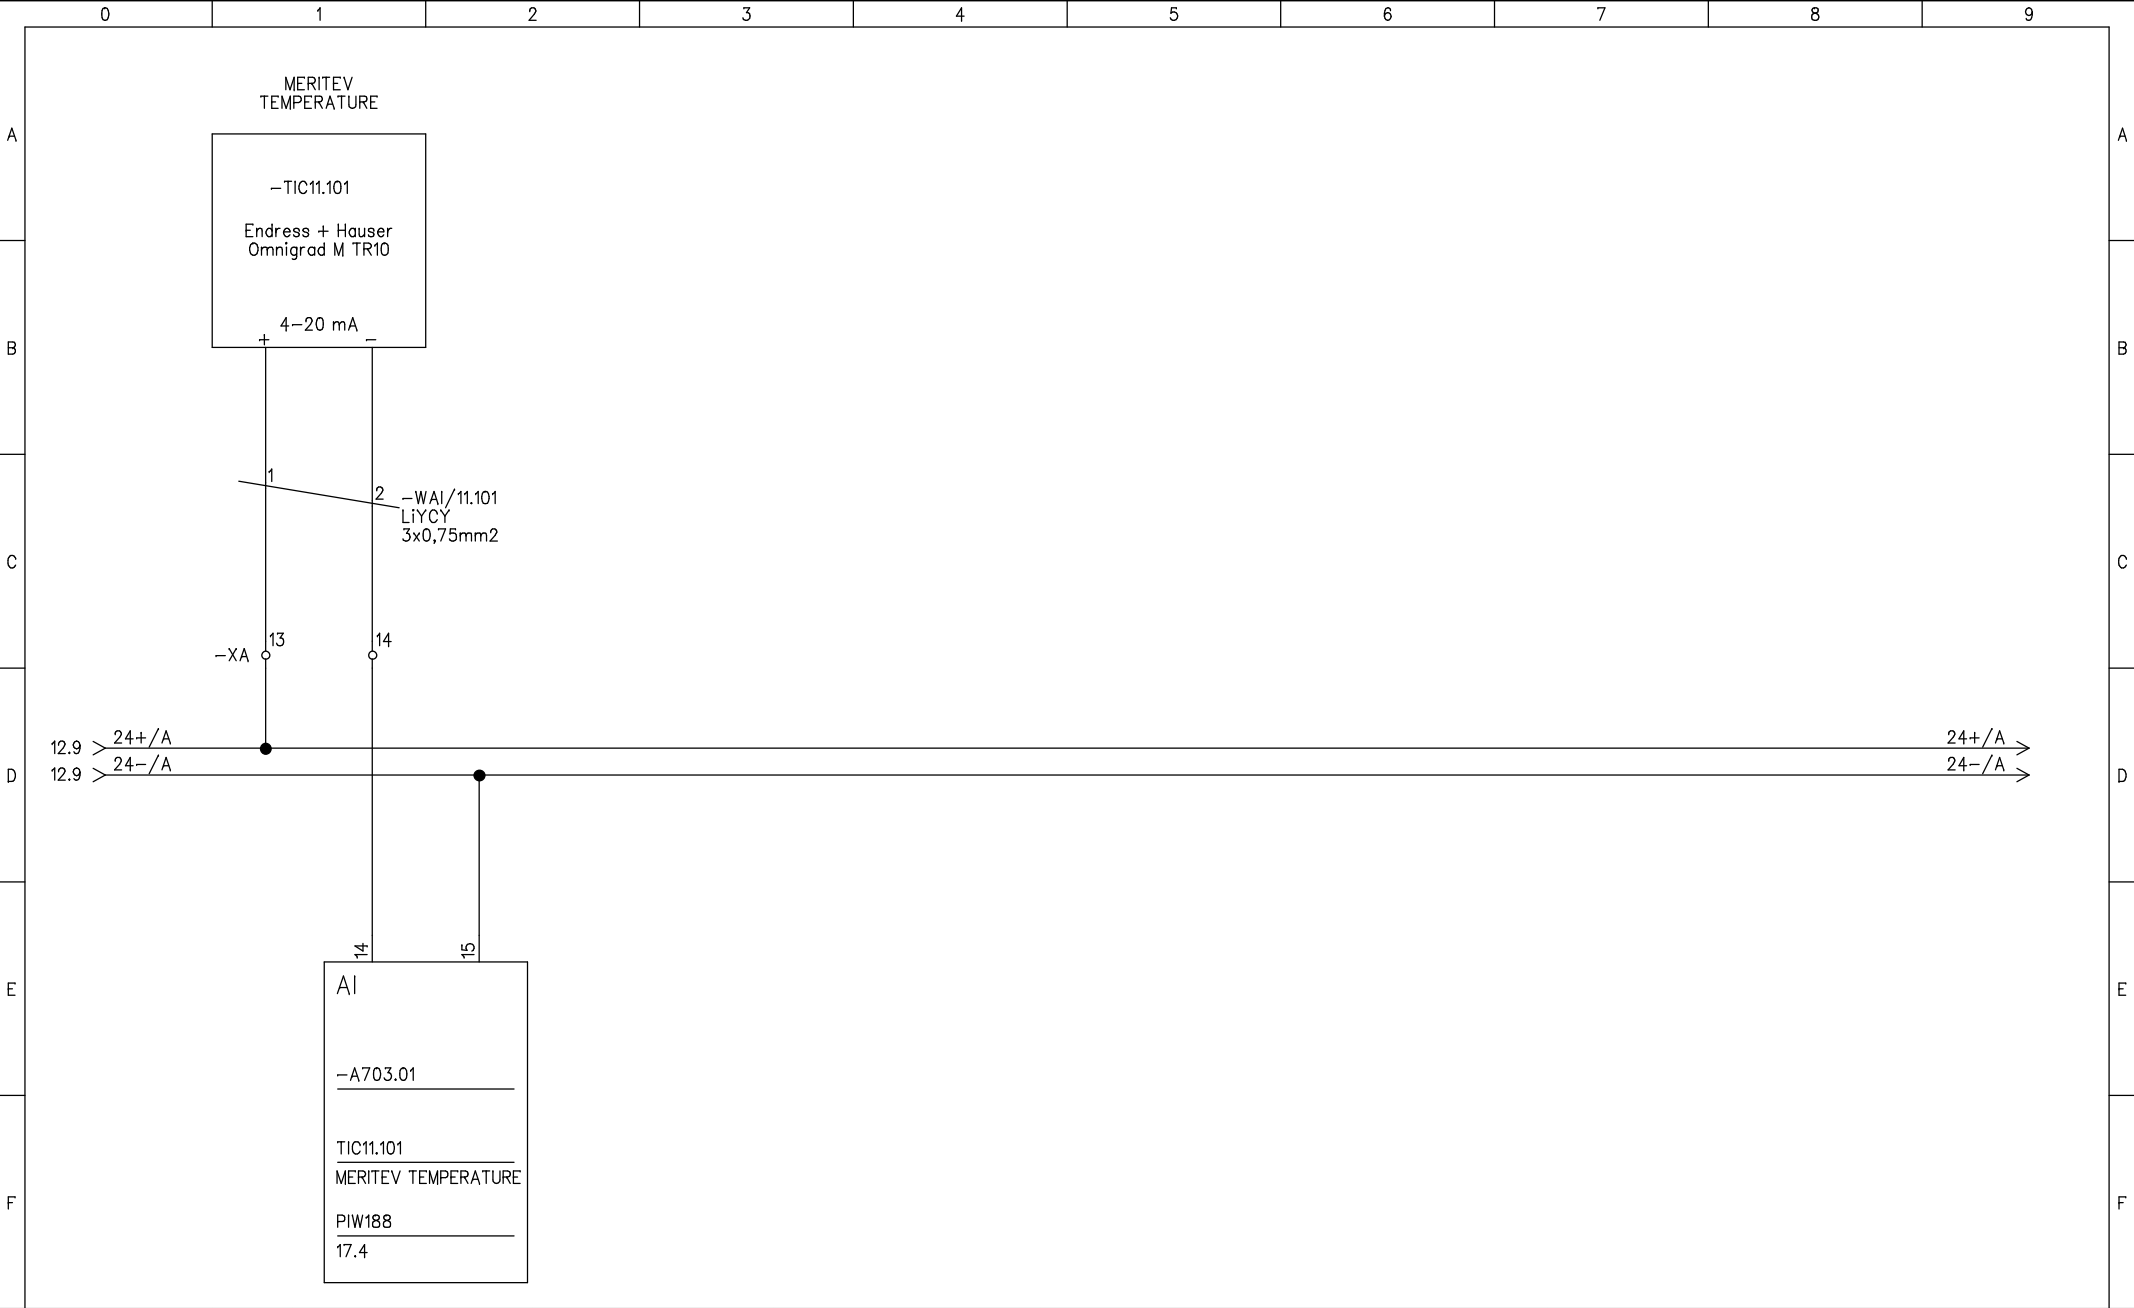 0 1 2 3 4 5 6 7 8 9
MERITEV
TEMPERATURE
A A
-TIC11.101
Endress + Hauser
Omnigrad M TR10
4-20 mA
+ -
B B
1
2
-WAI/11.101
LiYCY
3x0,75mm2
C C
13 14
-XA
12.9 24+/A 24+/A
12.9 24-/A 24-/A
D D
14 15
AI
E E
-A703.01
TIC11.101
MERITEV TEMPERATURE
F F
PIW188
17.4